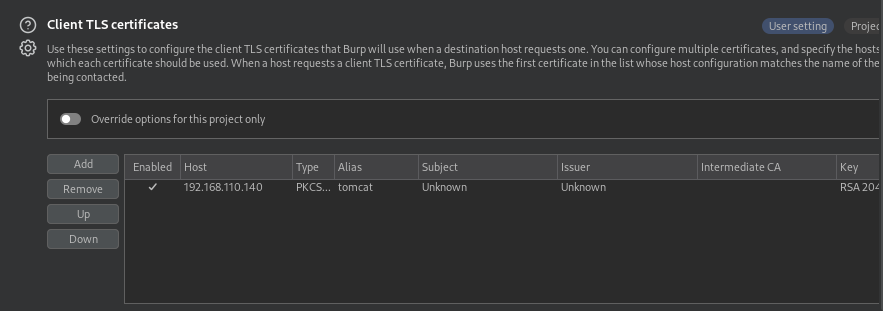 Client TLS certificates
User setting
Projec
Use these settings to configure the client TLS certificates that Burp will use when a destination host requests one. You can configure multiple certificates, and specify the hosts
which each certificate should be used. When a host requests a client TLS certificate, Burp uses the first certificate in the list whose host configuration matches the name of the
being contacted.
Override options for this project only
Add
Remove
Up
Down
Enabled Host Type Alias Subject Issuer Intermediate CA Key
192.168.110.140 PKCS... tomcat Unknown Unknown RSA 204